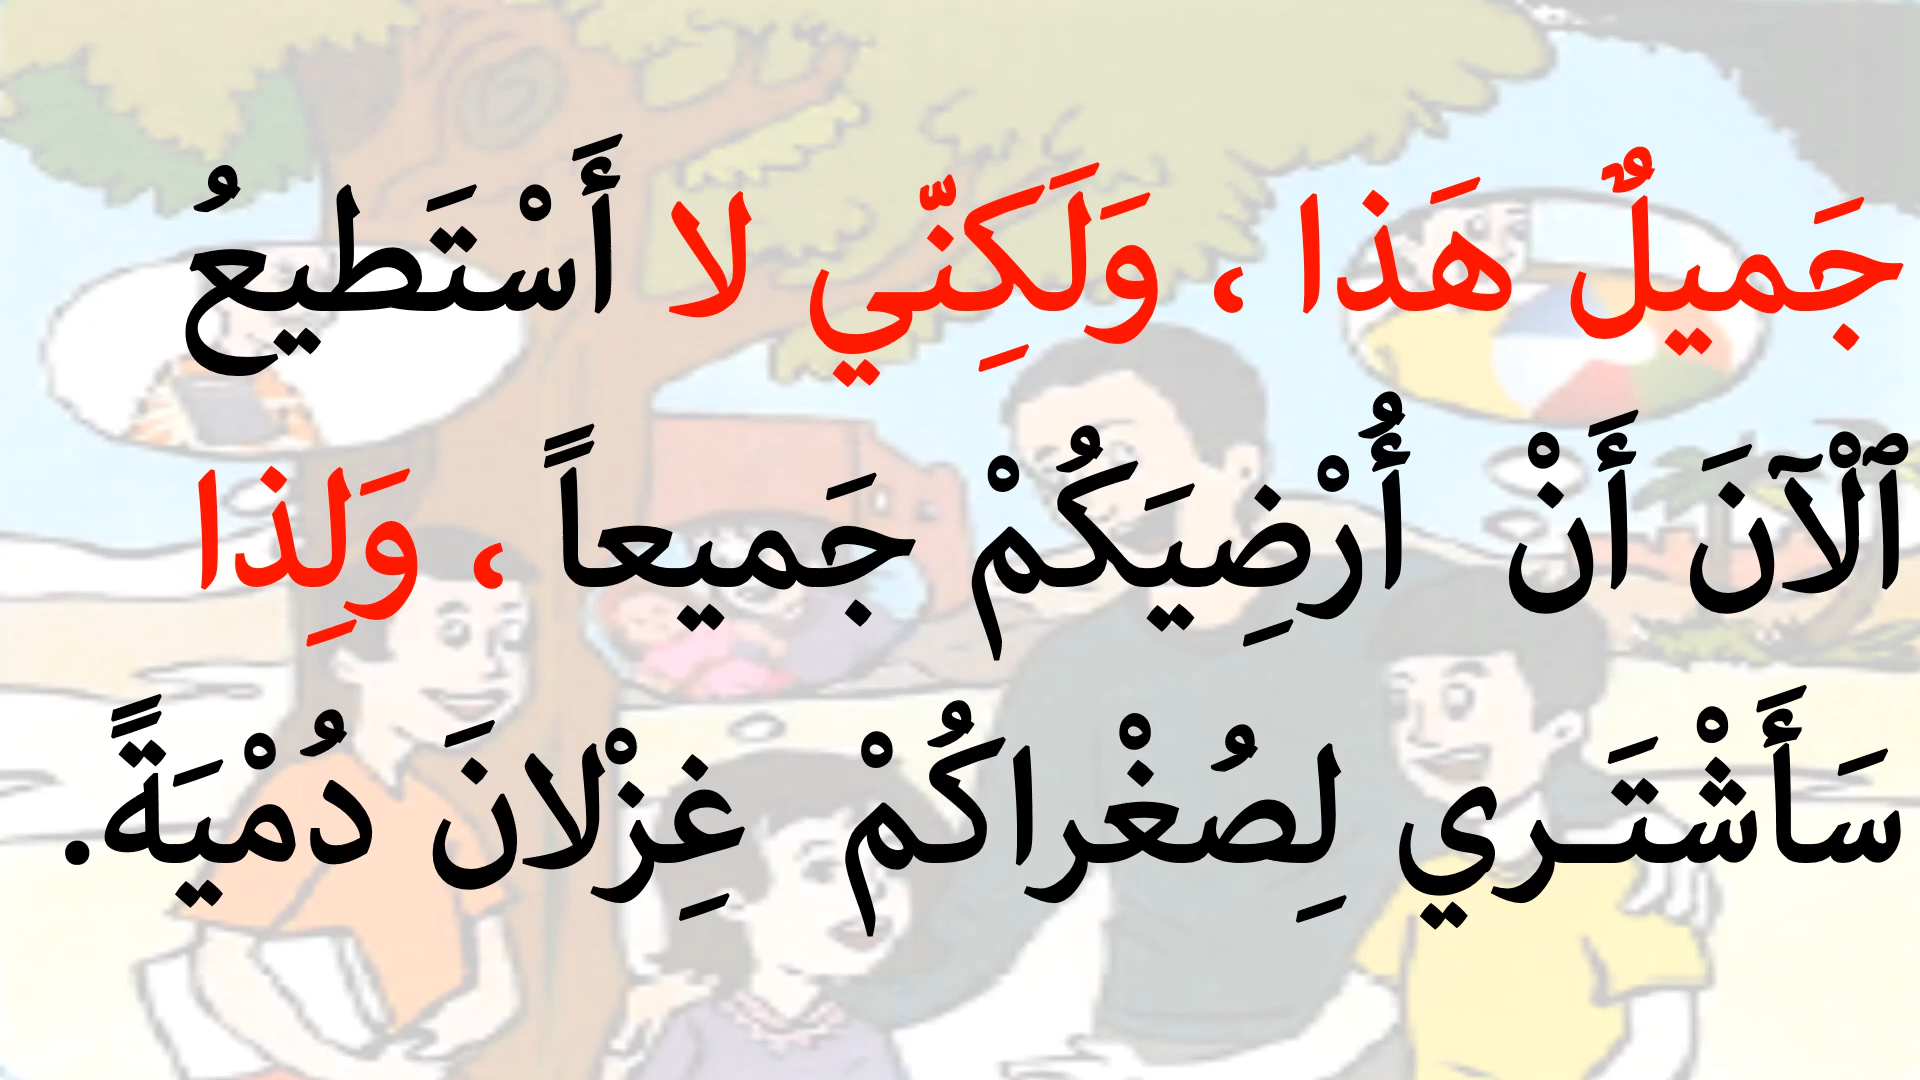 جَميلٌ هَذا ، وَلَكِنّي لا أَسْتَطيعُ
ٱلْآنَ أَنْ أُرْضِيَكُمْ جَميعاً ، وَلِذا
سَأَشْتَـري لِصُغْراكُمْ غِزْلانَ دُمْيَةً.